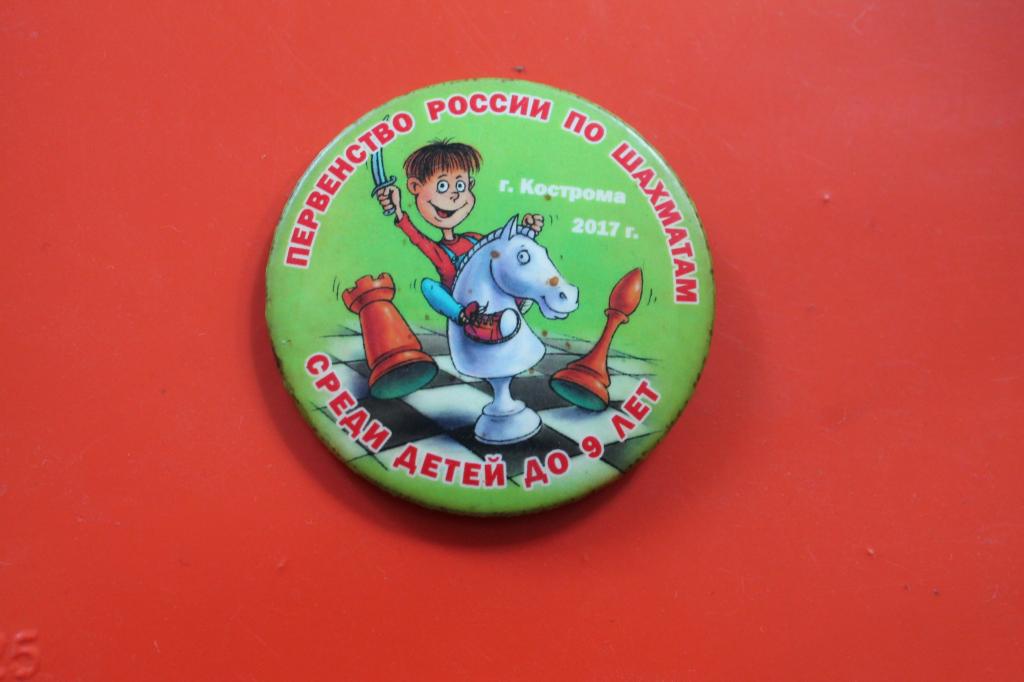 ПЕРВЕНСТВО РОССИИ ПО ШАХМАТАМ
г. Кострома
2017 г.
СРЕДИ ДЕТЕЙ ДО 9 ЛЕТ